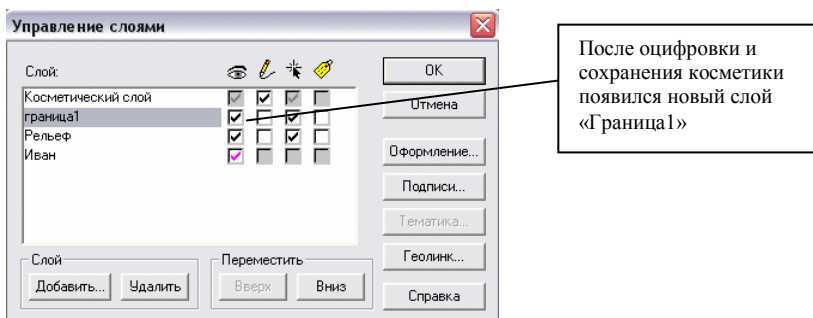 Управление слоями
Слой:
OK
Косметический слой
Отмена
граница1
Рельеф
Иван
Оформление...
Подписи...
Тематика...
Слой
Переместить
Геолинк...
Добавить...
Удалить
Вверх
Вниз
Справка
После оцифровки и
сохранения косметики
появился новый слой
«Граница1»